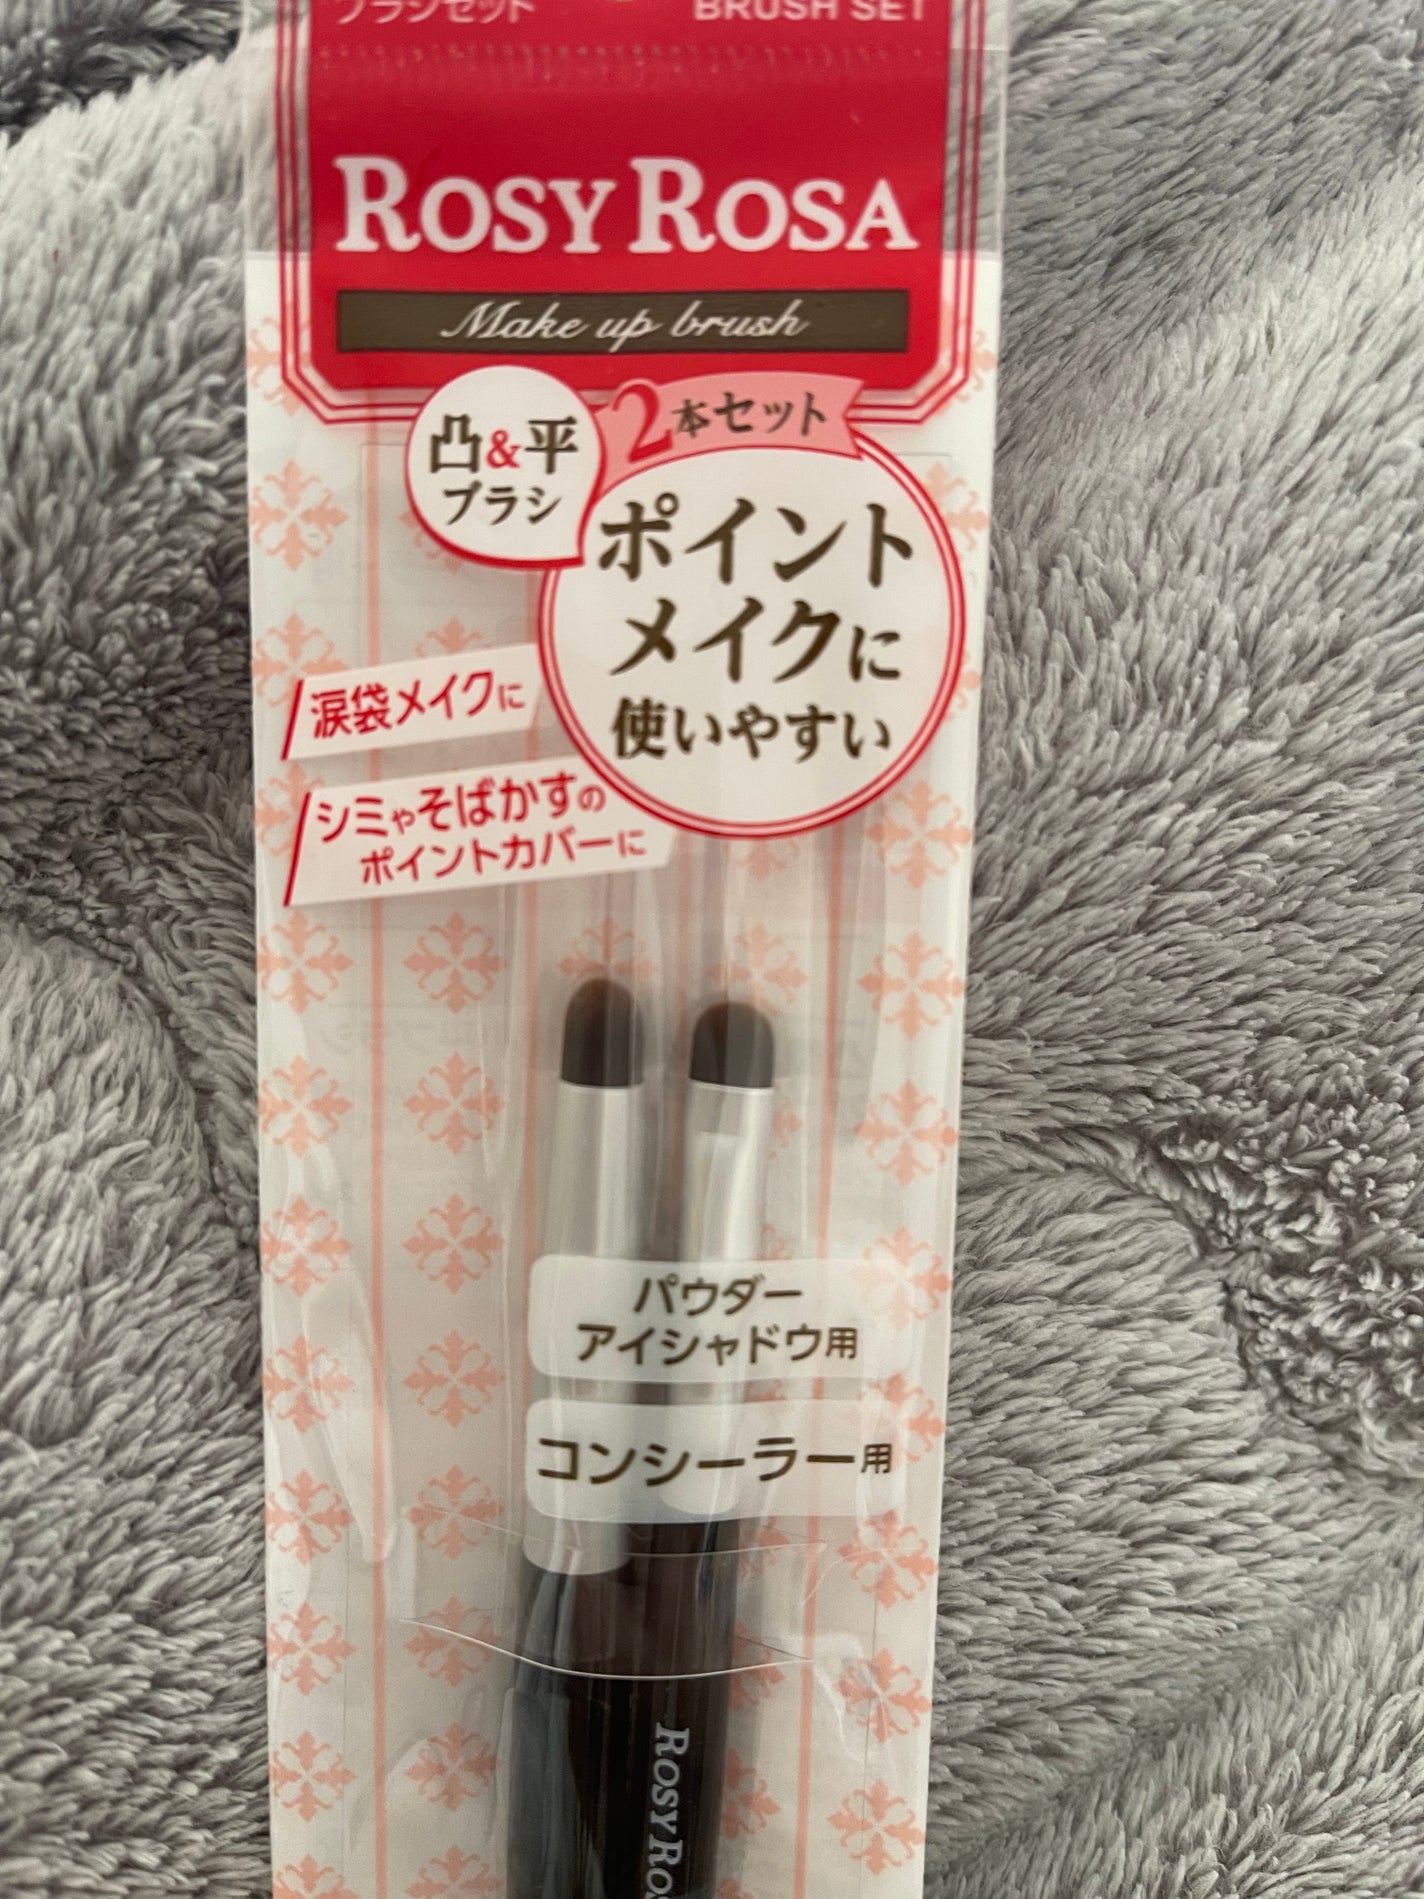 ブラシセット
BRUSH SET
ROSY ROSA
Make up brush
凸&平
ブラシ
2本セット
ポイント
メイクに
使いやすい
涙袋メイクに
シミやそばかすの
ポイントカバーに
パウダー
アイシャドウ用
コンシーラー用
ROSY RO